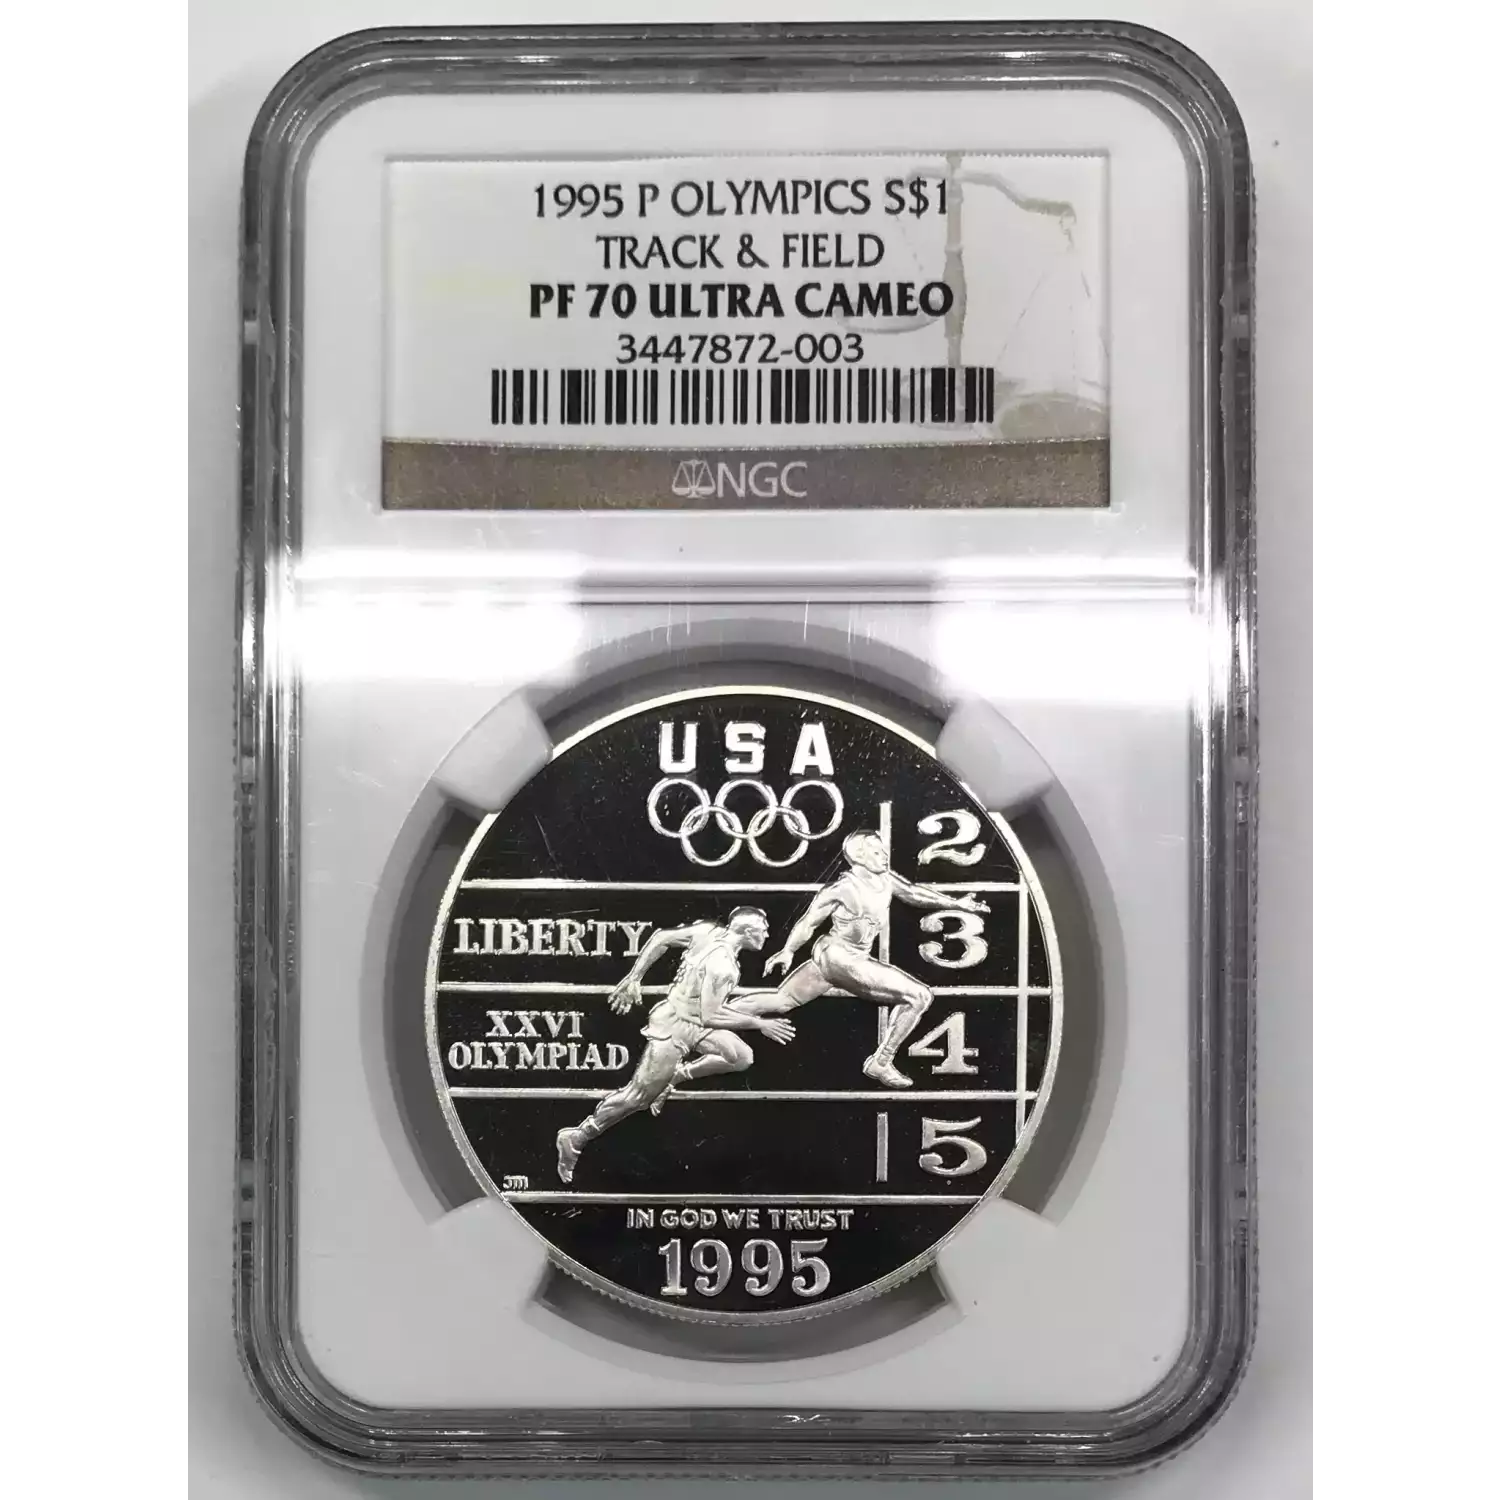 1995 P OLYMPICS S$1
TRACK & FIELD
PF 70 ULTRA CAMEO
3447872-003
NGC
USA
2
LIBERTY
3
XXVI
OLYMPIAD
4
5
JM
IN GOD WE TRUST
1995